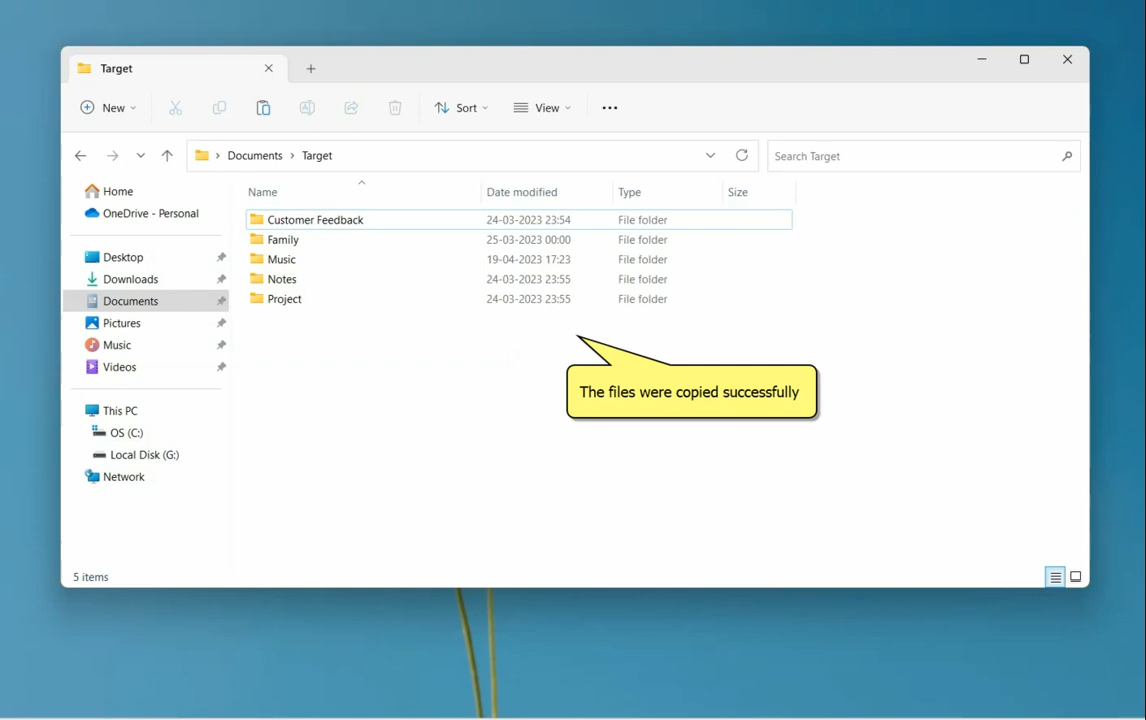 Target
New
Sort
View
Documents > Target
Search Target
Home
OneDrive - Personal
Desktop
Downloads
Documents
Pictures
Music
Videos
This PC
OS (C:)
Local Disk (G:)
Network
Name Date modified Type Size
Customer Feedback 24-03-2023 23:54 File folder
Family 25-03-2023 00:00 File folder
Music 19-04-2023 17:23 File folder
Notes 24-03-2023 23:55 File folder
Project 24-03-2023 23:55 File folder
The files were copied successfully
5 items